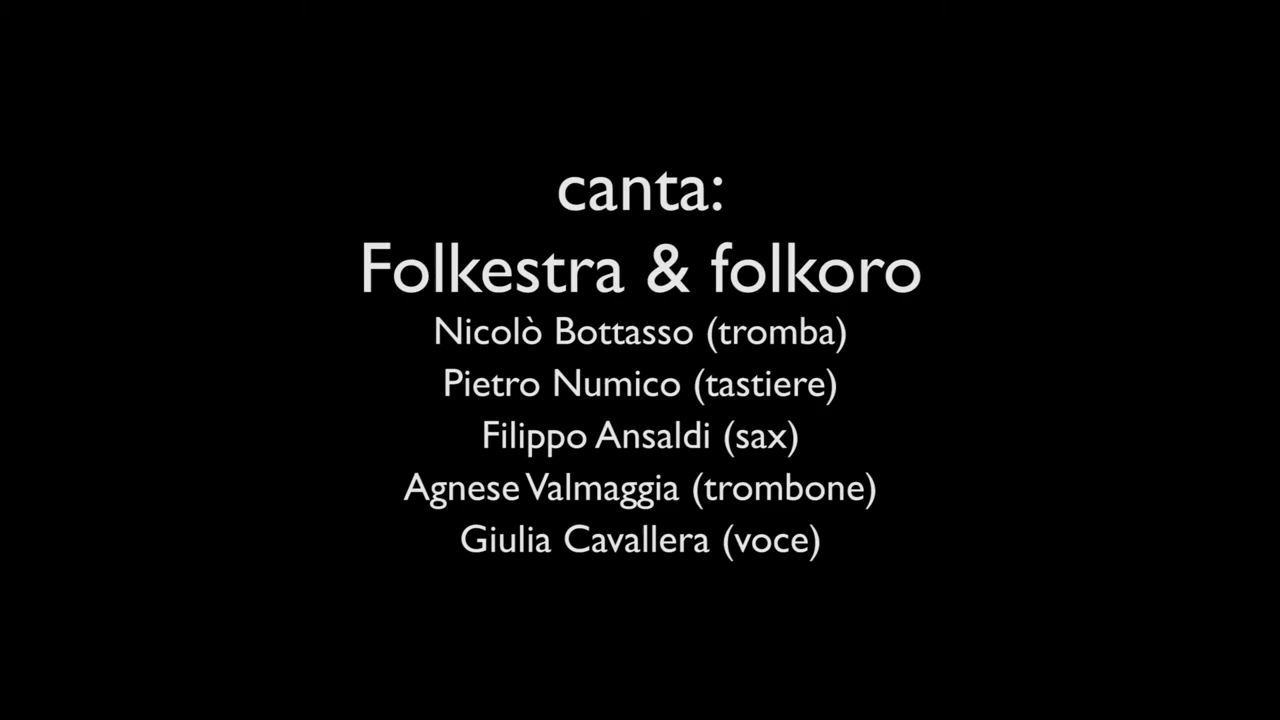 canta:
Folkestra & folkoro
Nicolò Bottasso (tromba)
Pietro Numico (tastiere)
Filippo Ansaldi (sax)
Agnese Valmaggia (trombone)
Giulia Cavallera (voce)